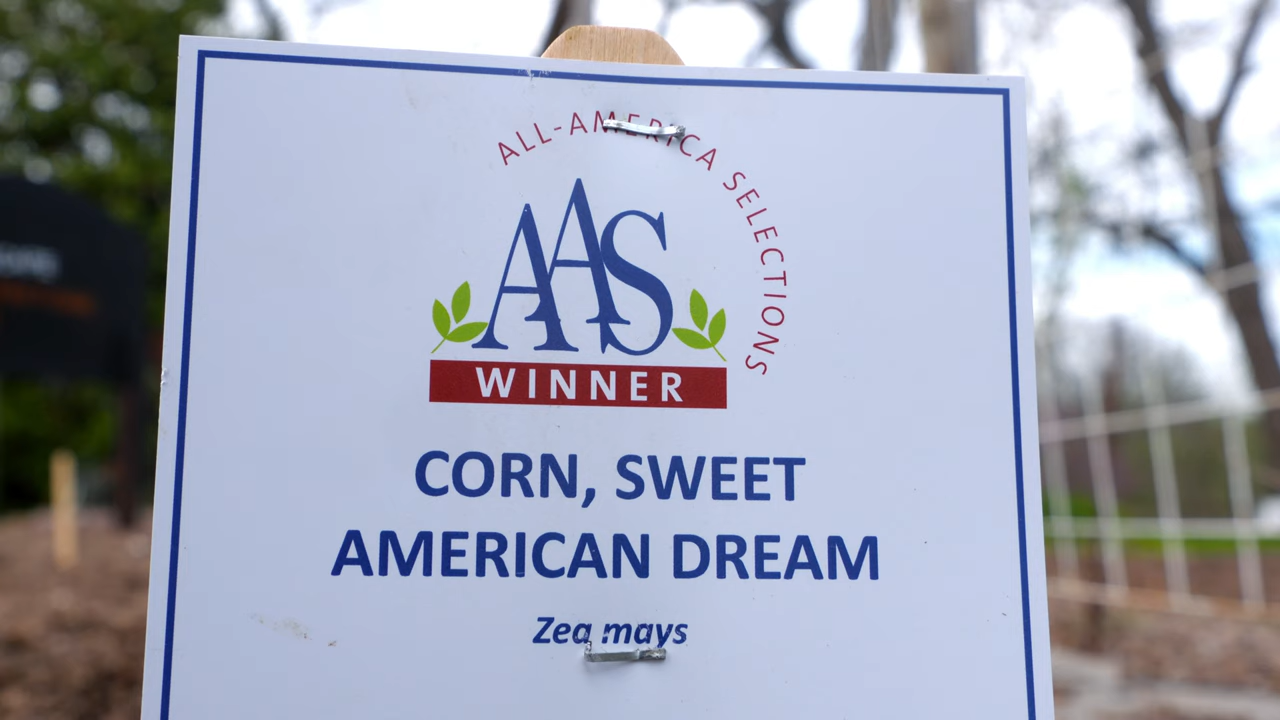 ALL-AMERICA SELECTIONS
AAS
WINNER
CORN, SWEET
AMERICAN DREAM
Zea mays